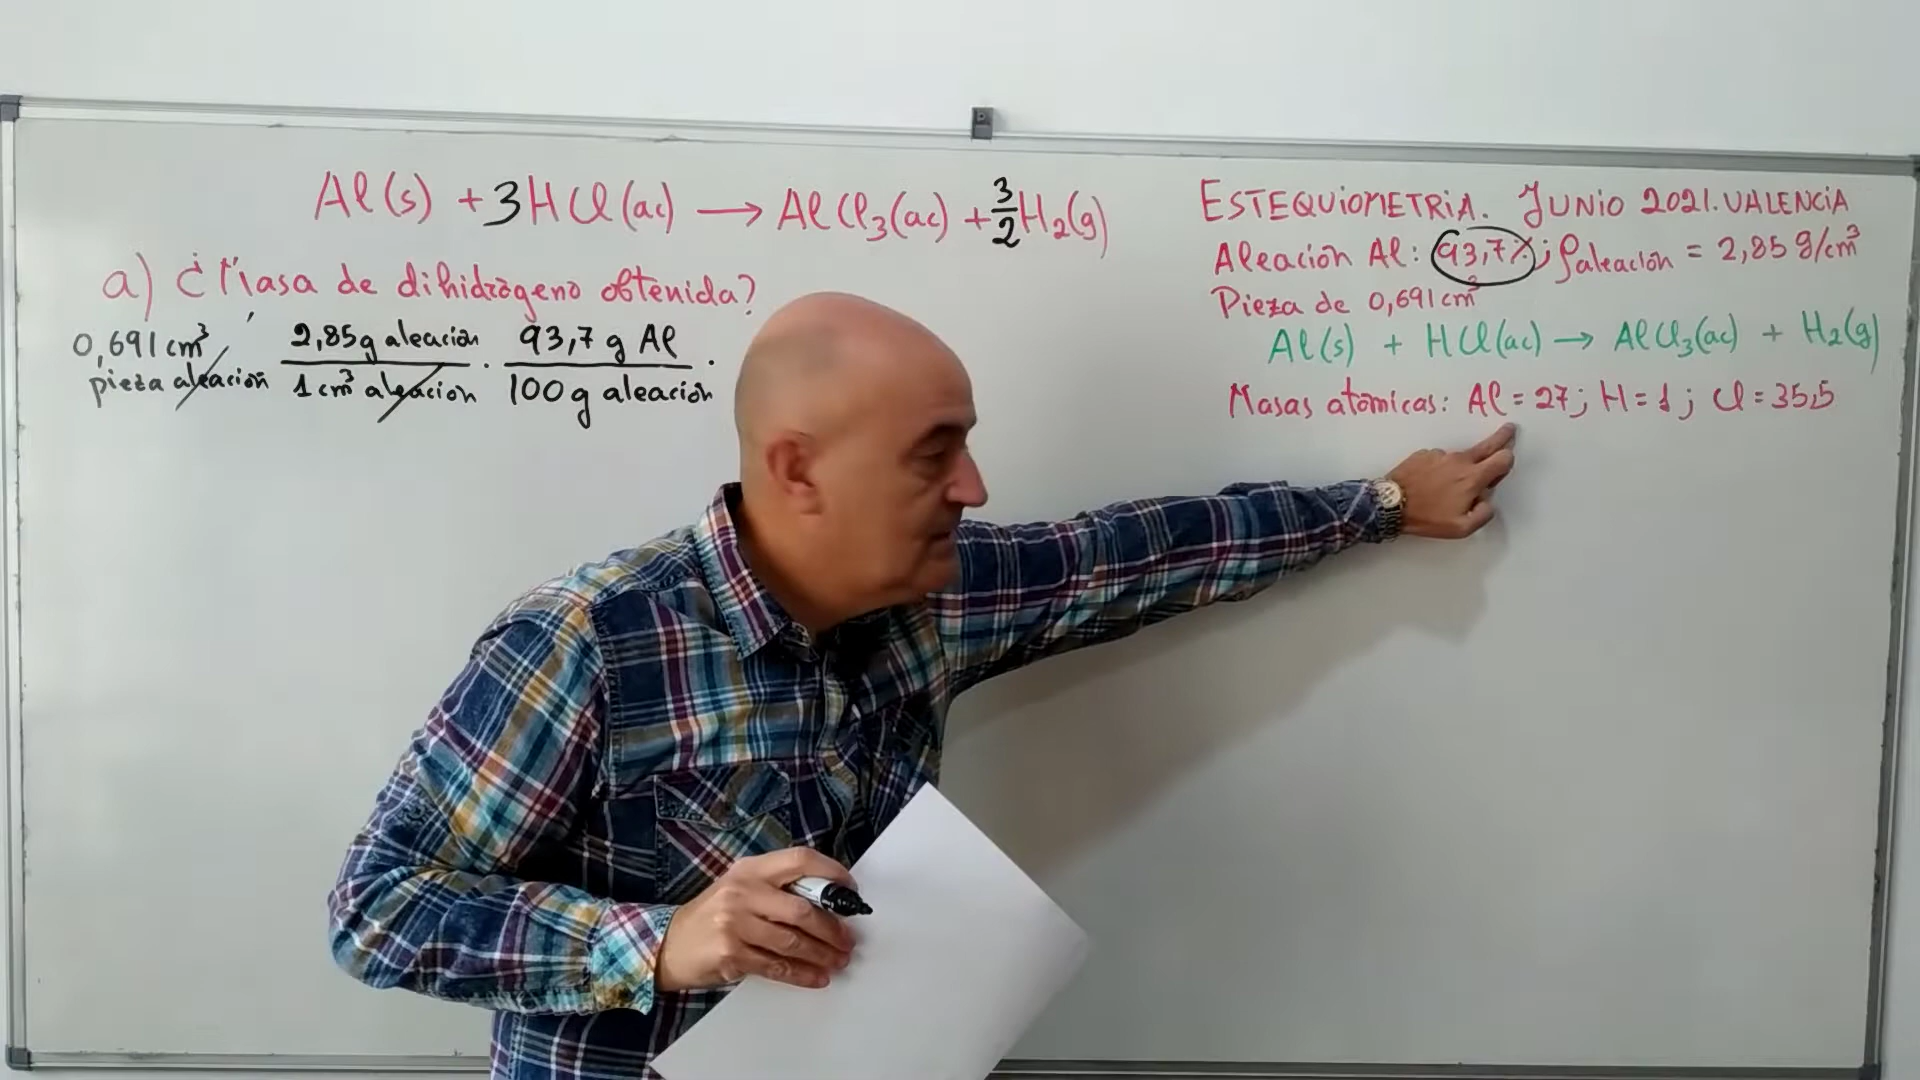 Al(s) + 3HCl(ac) → AlCl₃(ac) + 3/2 H₂(g)
a) ¿Masa de dihidrógeno obtenida?
0,691 cm³ pieza aleación · 2,85 g aleación / 1 cm³ aleación · 93,7 g Al / 100 g aleación ·
ESTEQUIOMETRIA. JUNIO 2021. VALENCIA
Aleación Al: 93,7%; ρaleación = 2,85 g/cm³
Pieza de 0,691 cm³
Al(s) + HCl(ac) → AlCl₃(ac) + H₂(g)
Masas atómicas: Al = 27; H = 1; Cl = 35,5